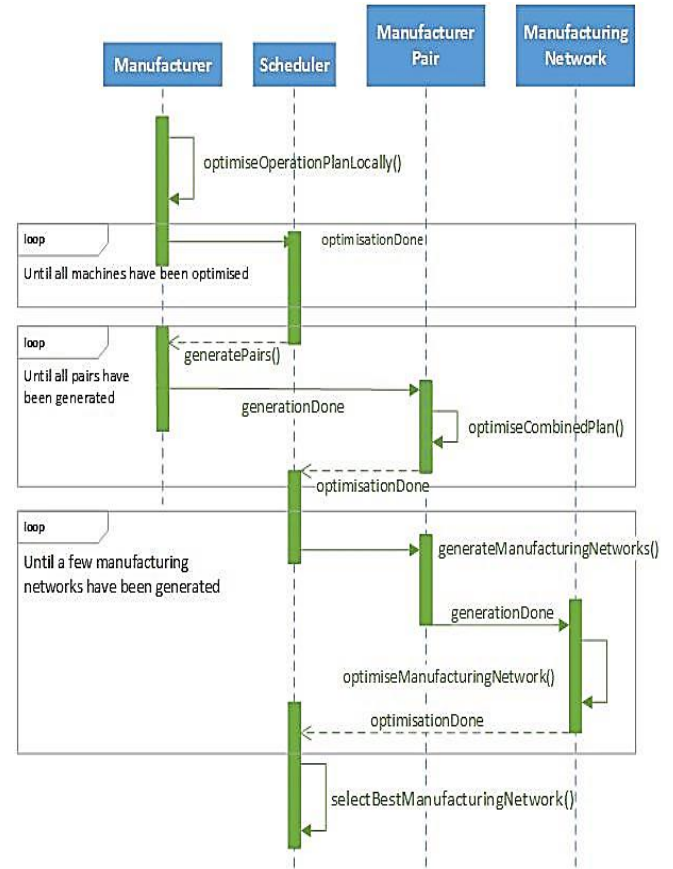 Manufacturer
Scheduler
Manufacturer
Pair
Manufacturing
Network
optimiseOperationPlanLocally()
loop
optimisationDone
Until all machines have been optimised
loop
generatePairs()
Until all pairs have
been generated
generationDone
optimiseCombinedPlan()
optimisationDone
loop
generateManufacturingNetworks()
Until a few manufacturing
networks have been generated
generationDone
optimiseManufacturingNetwork()
optimisationDone
selectBestManufacturingNetwork()